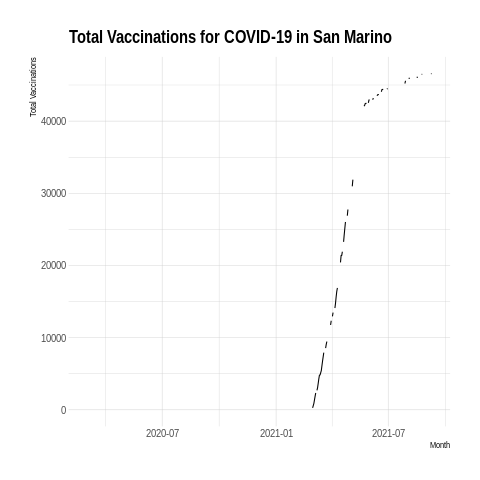 Total Vaccinations for COVID-19 in San Marino
Total Vaccinations
40000
30000
20000
10000
0
2020-07 2021-01 2021-07
Month